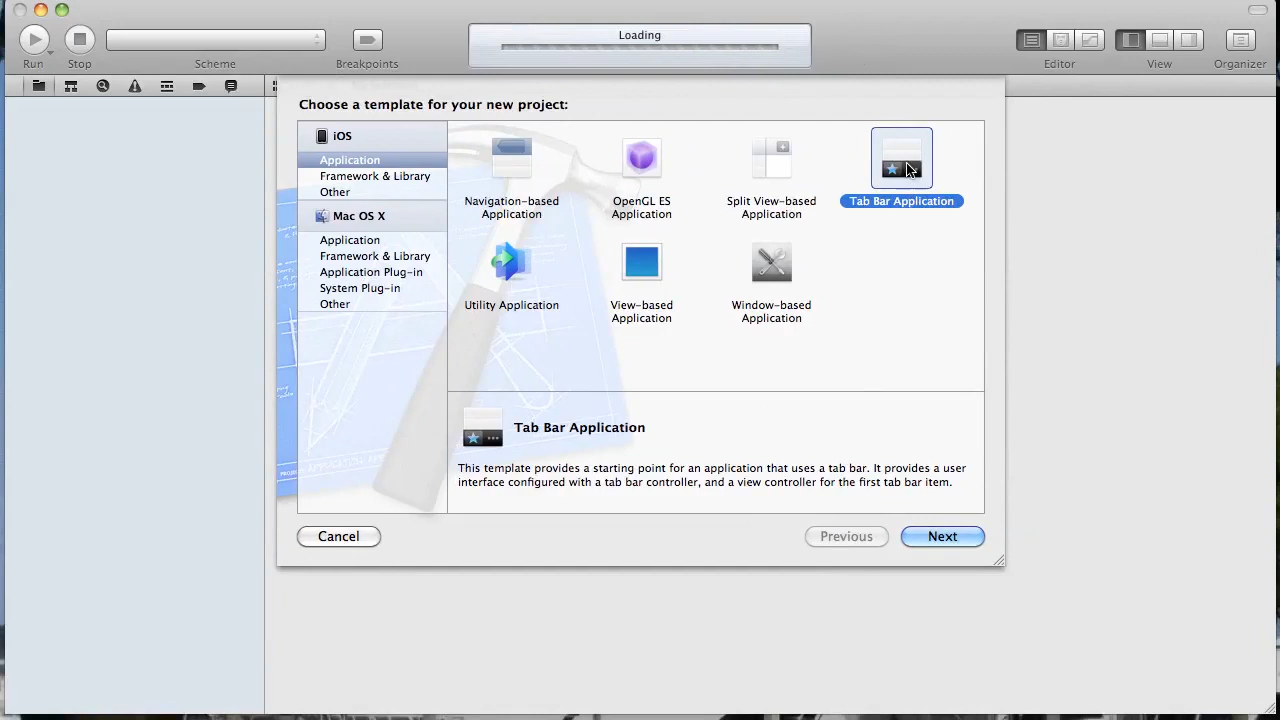 Loading
Run
Stop
Scheme
Breakpoints
Editor
View
Organizer
Choose a template for your new project:
iOS
Application
Framework & Library
Other
Mac OS X
Application
Framework & Library
Application Plug-in
System Plug-in
Other
Navigation-based
Application
OpenGL ES
Application
Split View-based
Application
Tab Bar Application
Utility Application
View-based
Application
Window-based
Application
Tab Bar Application
This template provides a starting point for an application that uses a tab bar. It provides a user
interface configured with a tab bar controller, and a view controller for the first tab bar item.
Cancel
Previous
Next